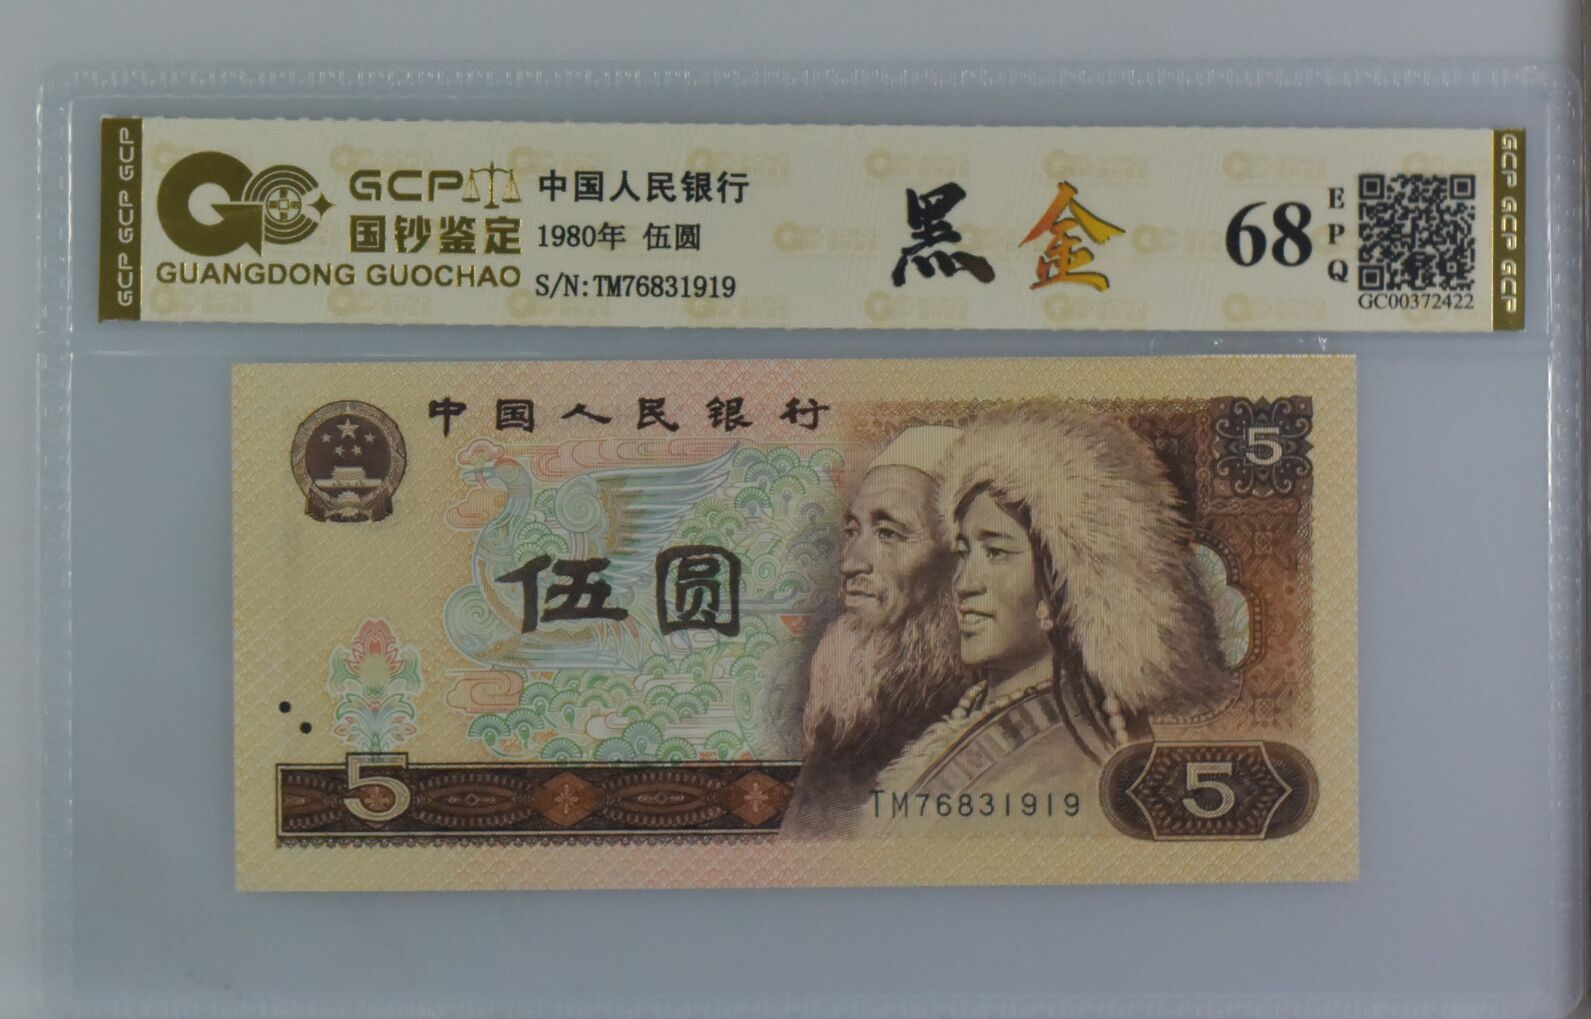 GCP GCP GCP GCP
GCP
国钞鉴定
GUANGDONG GUOCHAO
中国人民银行
1980年 伍圆
S/N:TM76831919
黑金
68
EPQ
GC00372422
GCP GCP GCP GCP
中国人民银行
5
伍圆
5
TM76831919
5